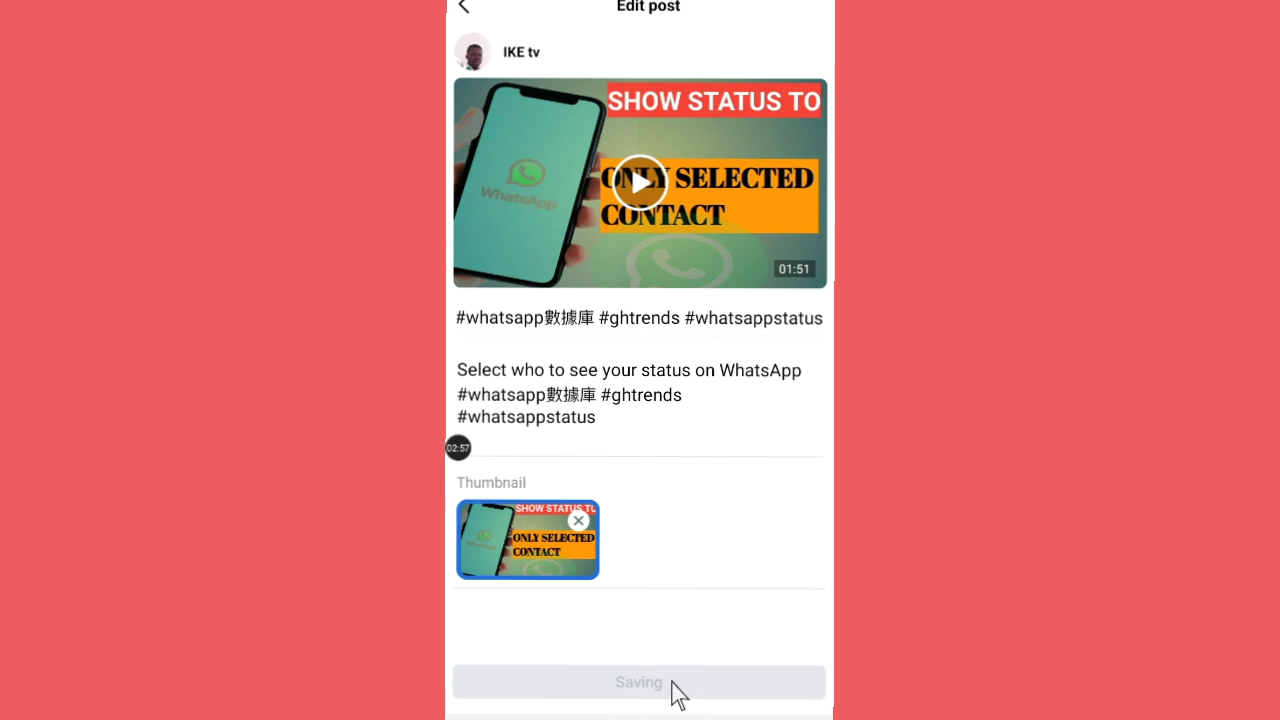 Edit post
IKE tv
SHOW STATUS TO
ONLY SELECTED
CONTACT
WhatsApp
01:51
#whatsapp數據庫 #ghtrends #whatsappstatus
Select who to see your status on WhatsApp
#whatsapp數據庫 #ghtrends
#whatsappstatus
02:57
Thumbnail
SHOW STATUS TO
ONLY SELECTED
CONTACT
WhatsApp
Saving